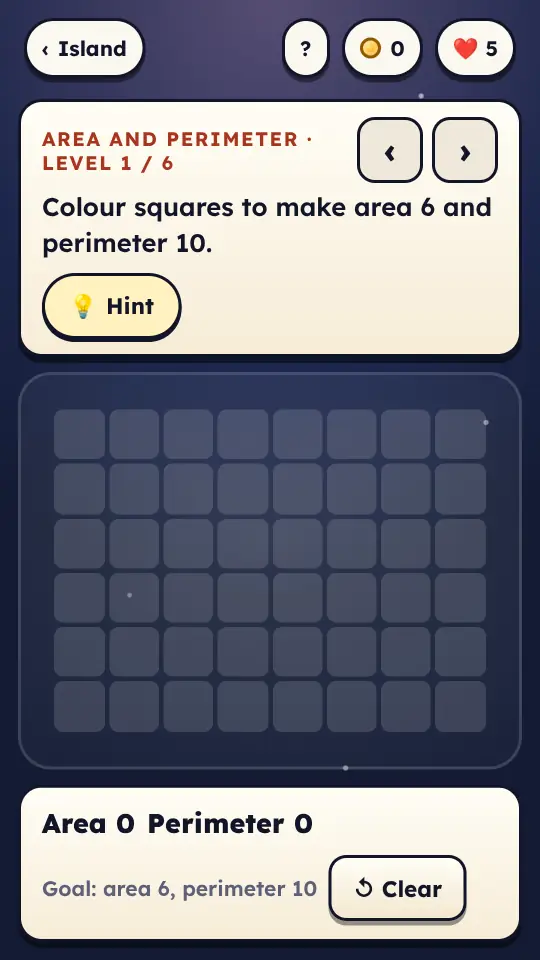 ‹ Island
?
0
5
AREA AND PERIMETER ·
LEVEL 1 / 6
‹
›
Colour squares to make area 6 and
perimeter 10.
Hint
Area 0 Perimeter 0
Goal: area 6, perimeter 10
Clear